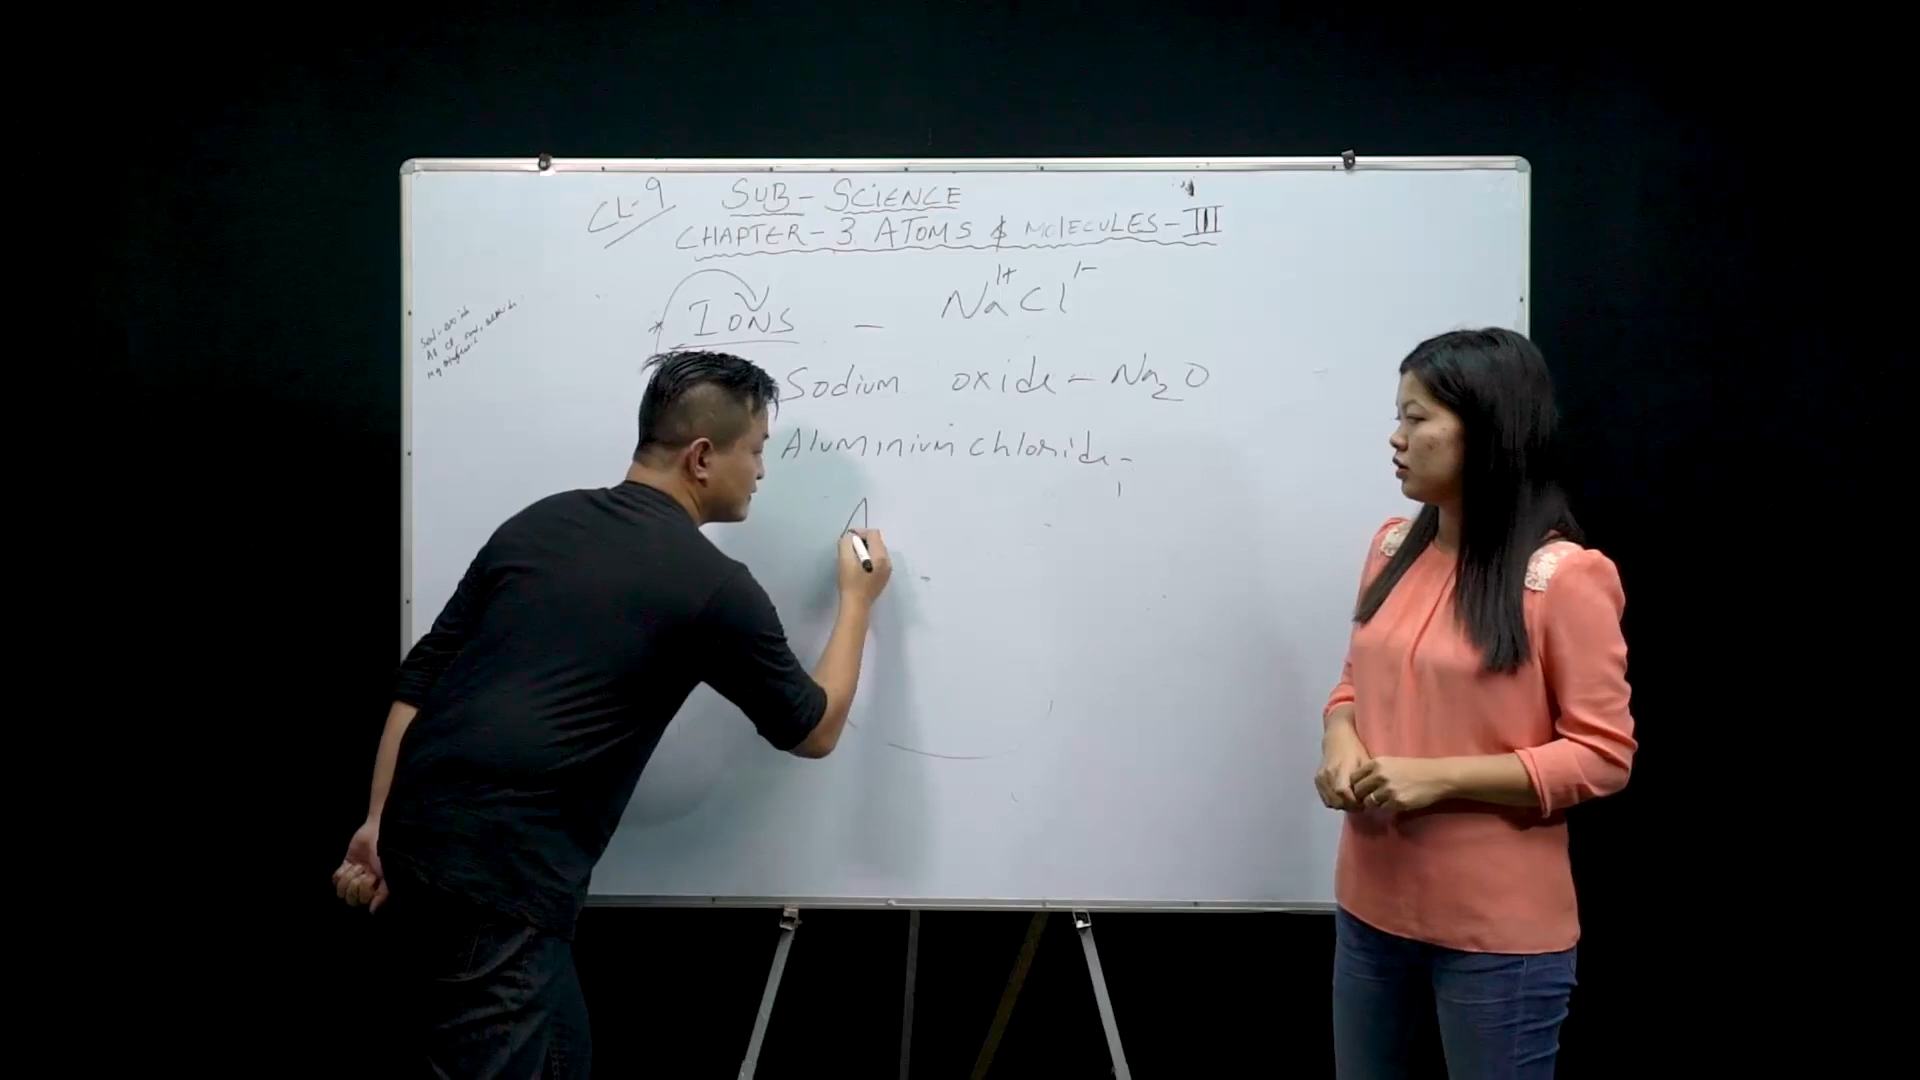 CL-9 SUB-SCIENCE
CHAPTER-3 ATOMS & MOLECULES-III
* IONS - Na¹⁺Cl¹⁻
Sodium oxide - Na₂O
Aluminium chloride -
A